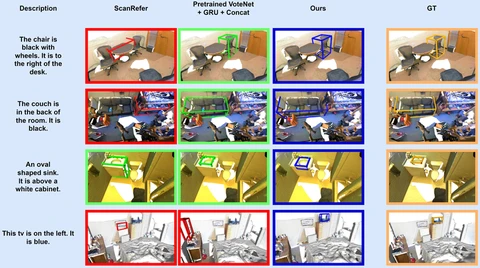 Description
ScanRefer
Pretrained VoteNet
+ GRU + Concat
Ours
GT
The chair is
black with
wheels. It is to
the right of the
desk.
The couch is
in the back of
the room. It is
black.
An oval
shaped sink.
It is above a
white cabinet.
This tv is on the left. It
is blue.